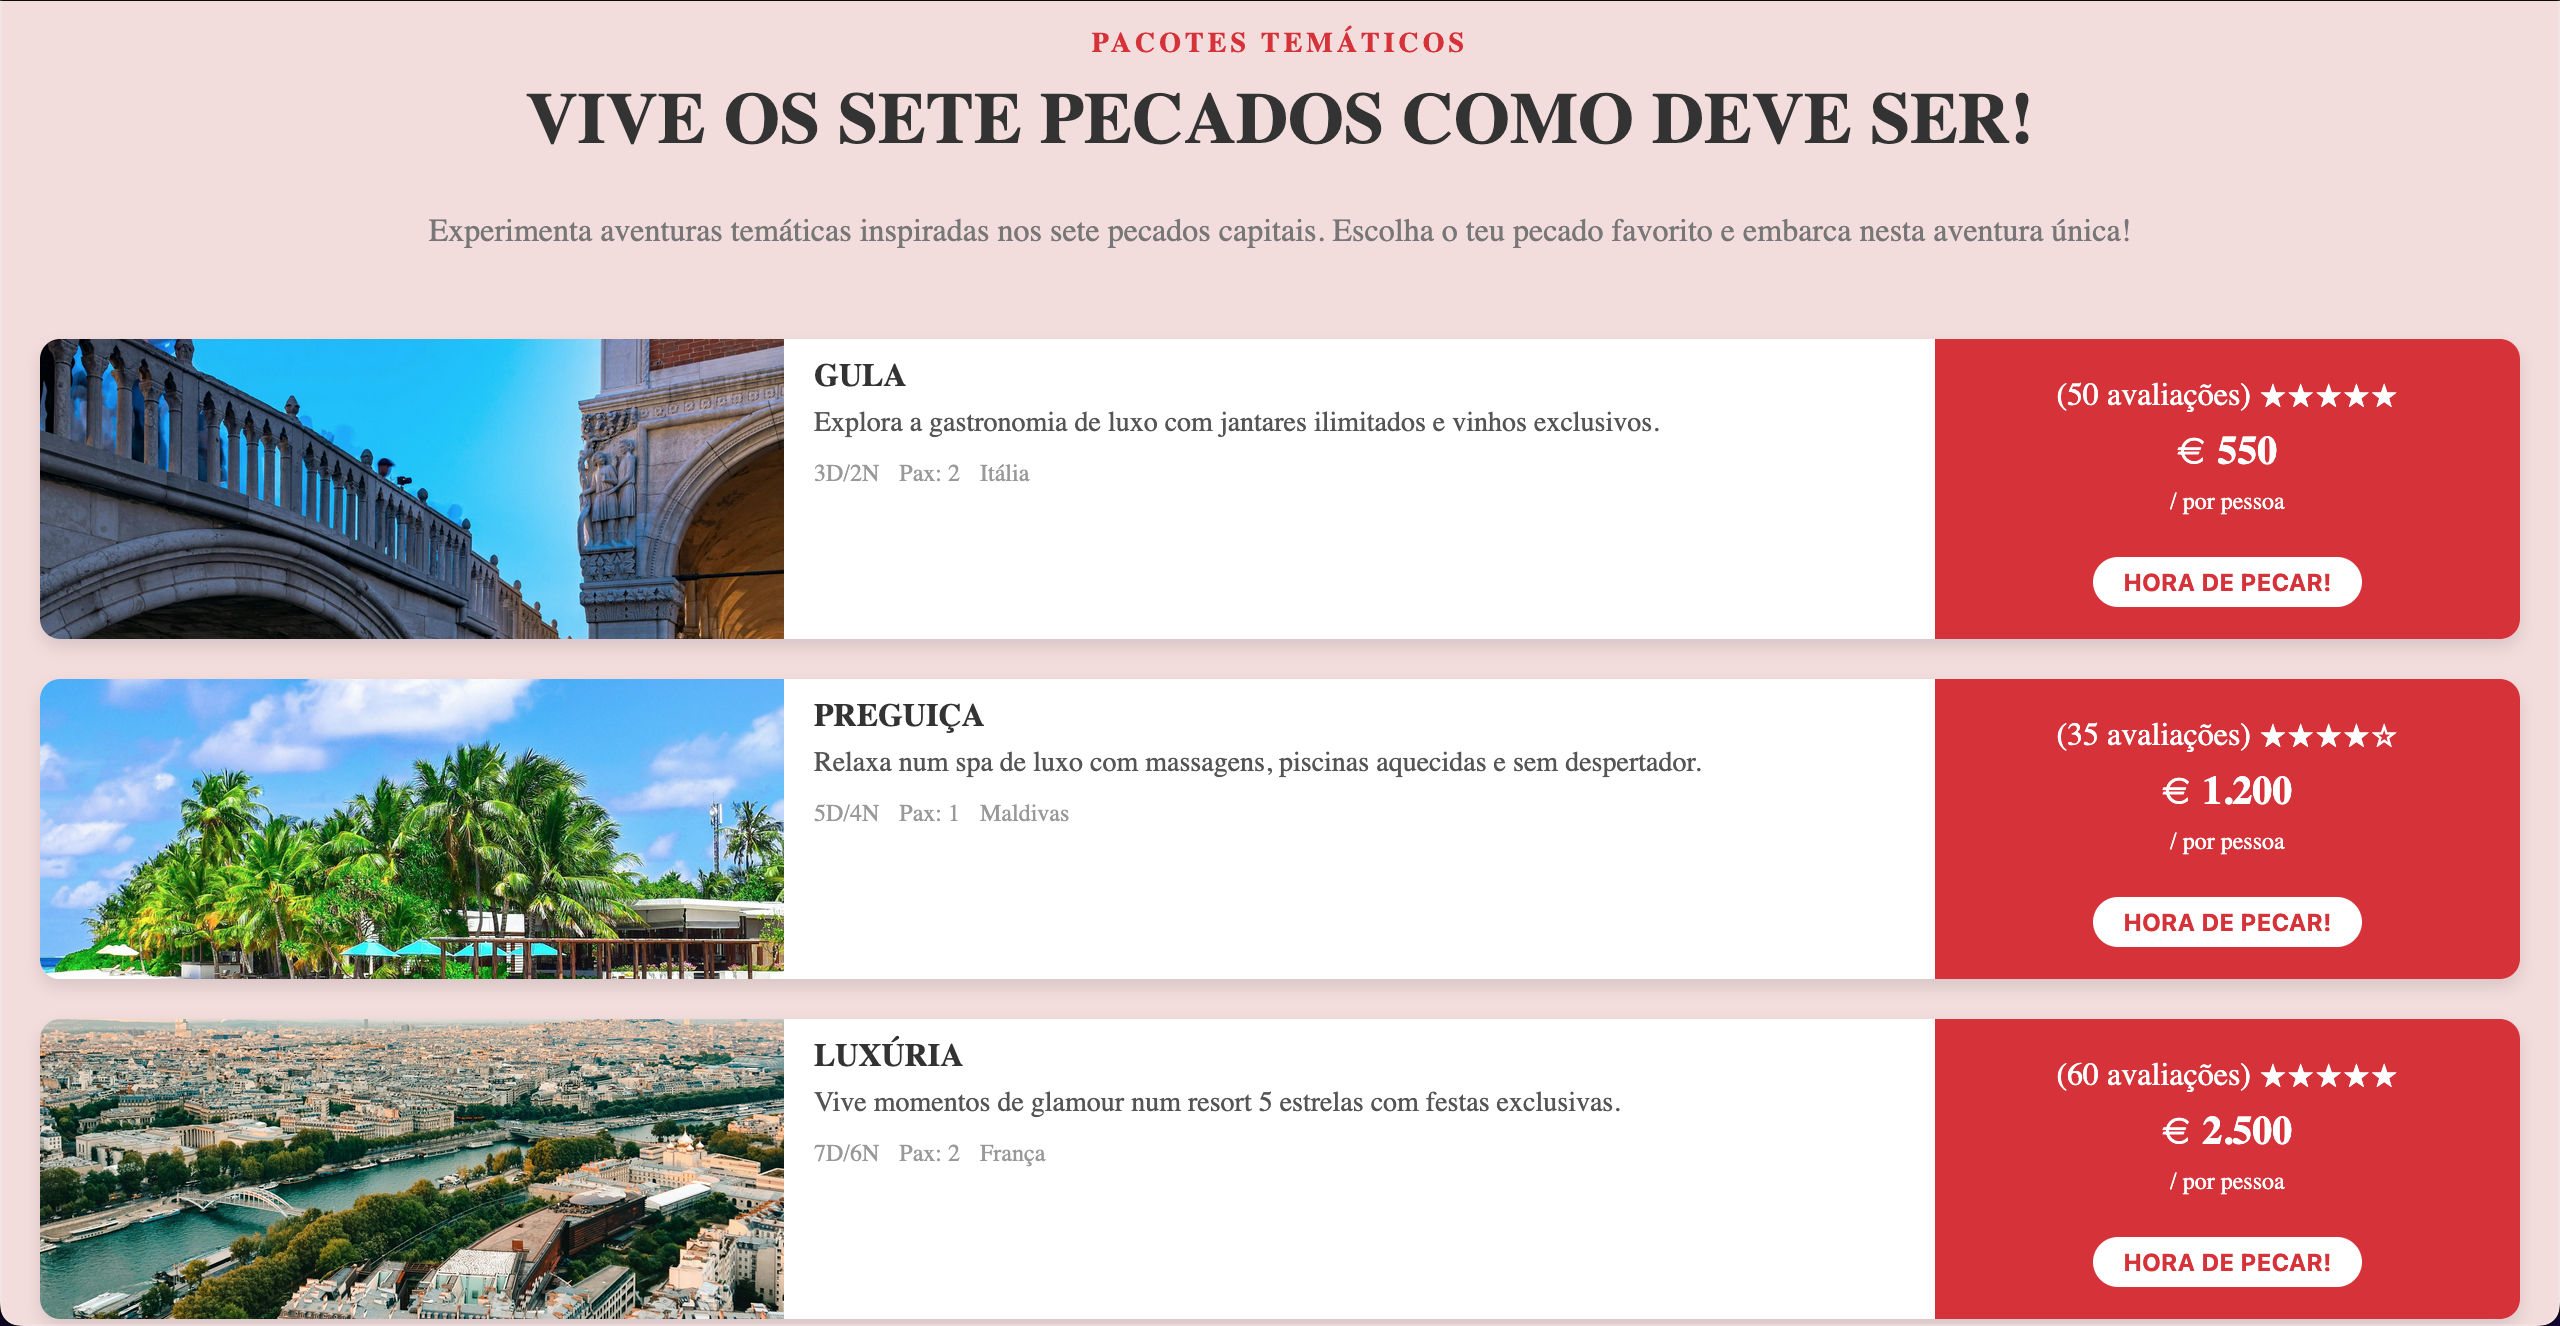 PACOTES TEMÁTICOS
VIVE OS SETE PECADOS COMO DEVE SER!
Experimenta aventuras temáticas inspiradas nos sete pecados capitais. Escolha o teu pecado favorito e embarca nesta aventura única!
GULA
Explora a gastronomia de luxo com jantares ilimitados e vinhos exclusivos.
3D/2N Pax: 2 Itália
(50 avaliações) ★★★★★
€ 550
/ por pessoa
HORA DE PECAR!
PREGUIÇA
Relaxa num spa de luxo com massagens, piscinas aquecidas e sem despertador.
5D/4N Pax: 1 Maldivas
(35 avaliações) ★★★★☆
€ 1.200
/ por pessoa
HORA DE PECAR!
LUXÚRIA
Vive momentos de glamour num resort 5 estrelas com festas exclusivas.
7D/6N Pax: 2 França
(60 avaliações) ★★★★★
€ 2.500
/ por pessoa
HORA DE PECAR!